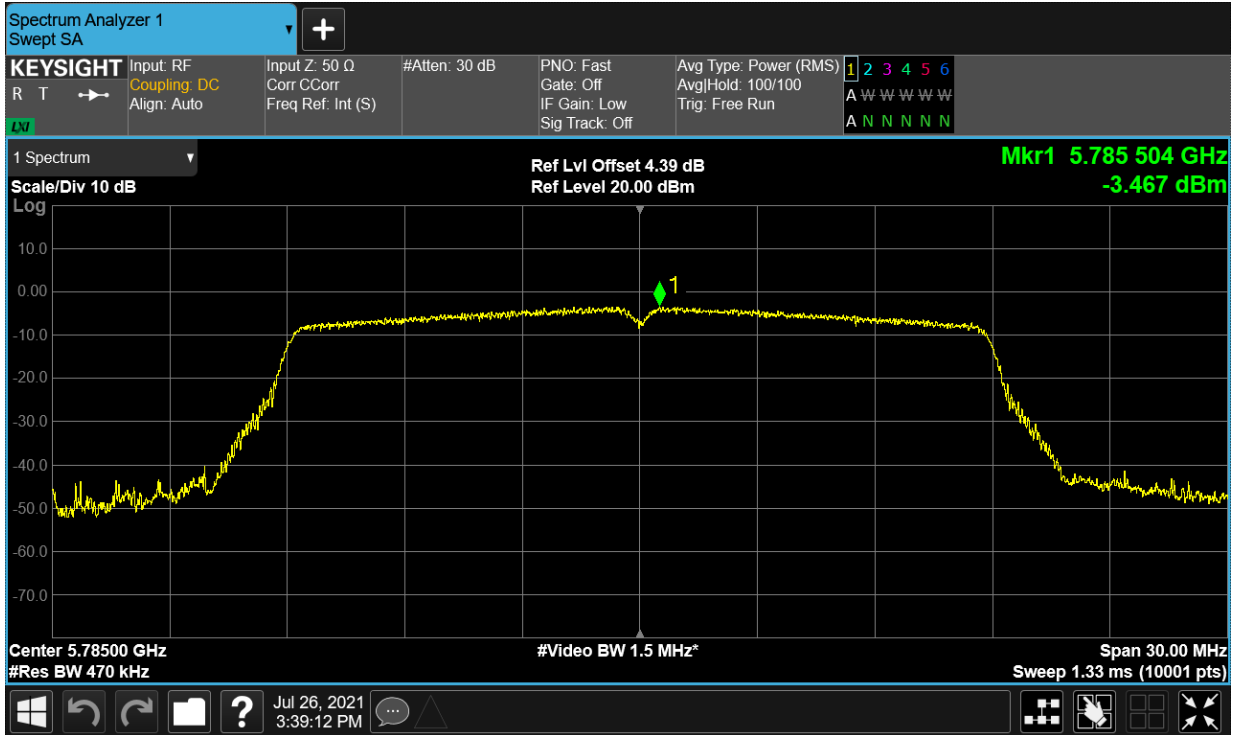 Spectrum Analyzer 1
Swept SA
+
KEYSIGHT Input: RF Input Z: 50 Ω #Atten: 30 dB PNO: Fast Avg Type: Power (RMS) 1 2 3 4 5 6
R T Coupling: DC Corr CCorr Gate: Off Avg|Hold: 100/100 A W W W W W
Align: Auto Freq Ref: Int (S) IF Gain: Low Trig: Free Run
LXI Sig Track: Off A N N N N N
1 Spectrum
Scale/Div 10 dB
Ref Lvl Offset 4.39 dB
Ref Level 20.00 dBm
Mkr1 5.785 504 GHz
-3.467 dBm
Log
10.0
0.00
1
-10.0
-20.0
-30.0
-40.0
-50.0
-60.0
-70.0
Center 5.78500 GHz #Video BW 1.5 MHz* Span 30.00 MHz
#Res BW 470 kHz Sweep 1.33 ms (10001 pts)
? Jul 26, 2021
3:39:12 PM